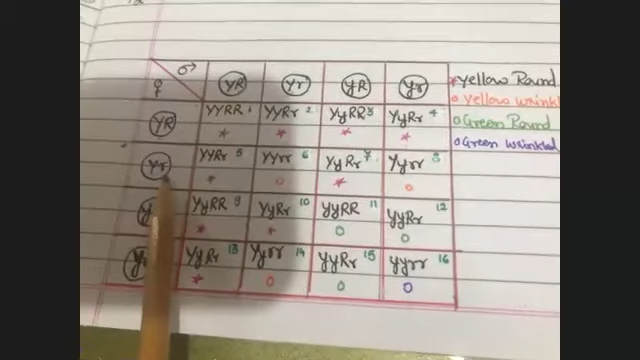 ♂ YR Yr yR yr * Yellow Round
♀ o Yellow Wrinkl
YR YYRR 1 YYRr 2 YyRR 3 YyRr 4 o Green Round
o Green Wrinkled
Yr YYRr 5 YYrr 6 YyRr 7 Yyrr 8
YyRR 9 YyRr 10 yyRR 11 yyRr 12
YyRr 13 Yyrr 14 yyRr 15 yyrr 16